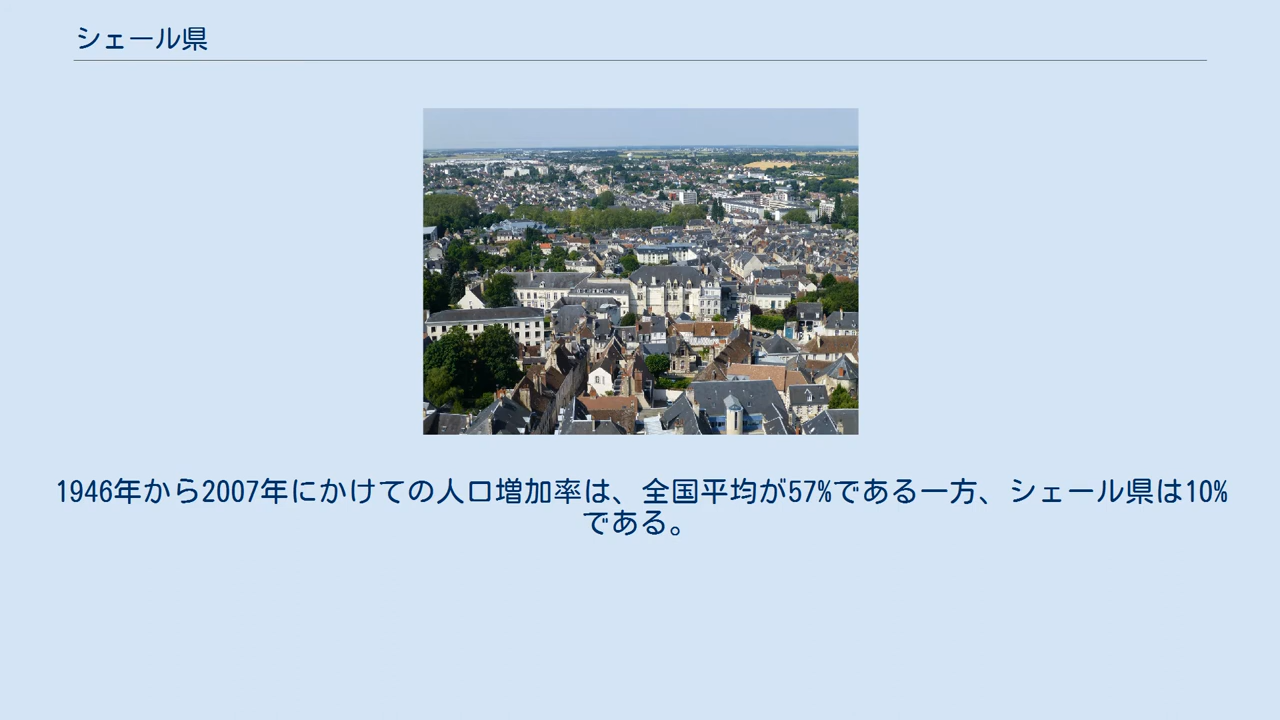 シェール県
1946年から2007年にかけての人口増加率は、全国平均が57%である一方、シェール県は10%
である。